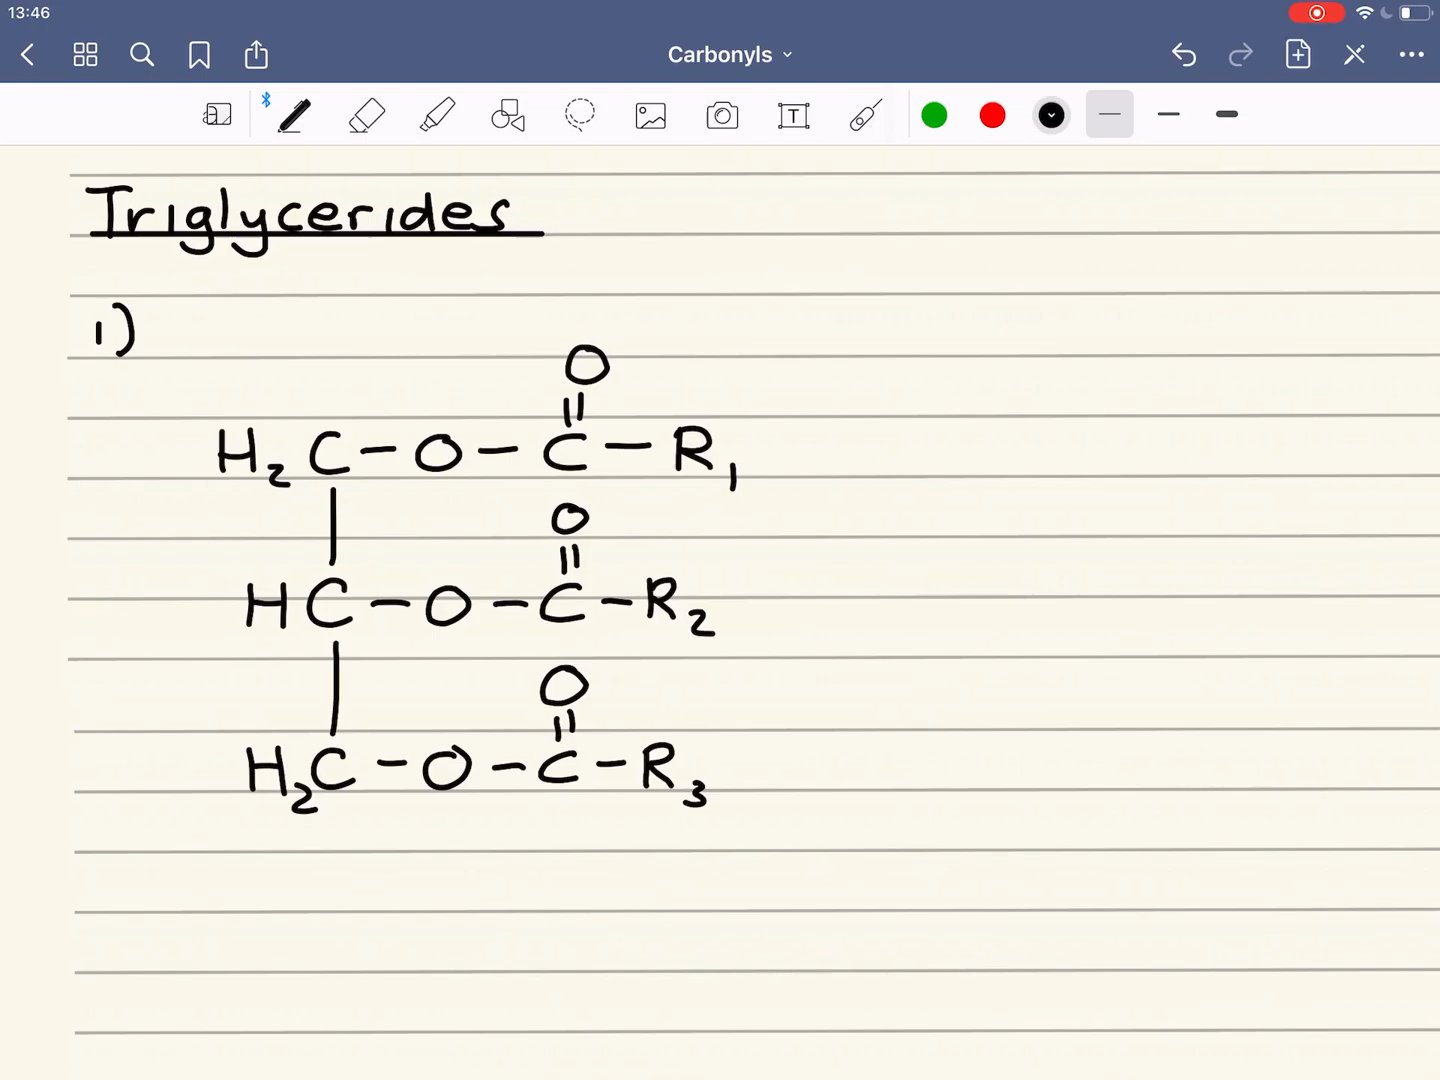 13:46
Carbonyls
T
Triglycerides
1)
O
||
H₂C - O - C - R₁
|
O
||
HC - O - C - R₂
|
O
||
H₂C - O - C - R₃